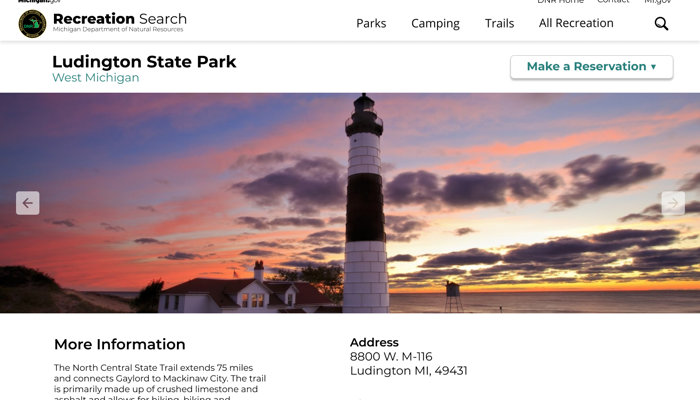 Michigan.gov
DNR Home Contact MI.gov
Recreation Search
Michigan Department of Natural Resources
Parks Camping Trails All Recreation
Ludington State Park
West Michigan
Make a Reservation ▼
More Information
The North Central State Trail extends 75 miles
and connects Gaylord to Mackinaw City. The trail
is primarily made up of crushed limestone and
asphalt and allows for hiking, biking and
Address
8800 W. M-116
Ludington MI, 49431